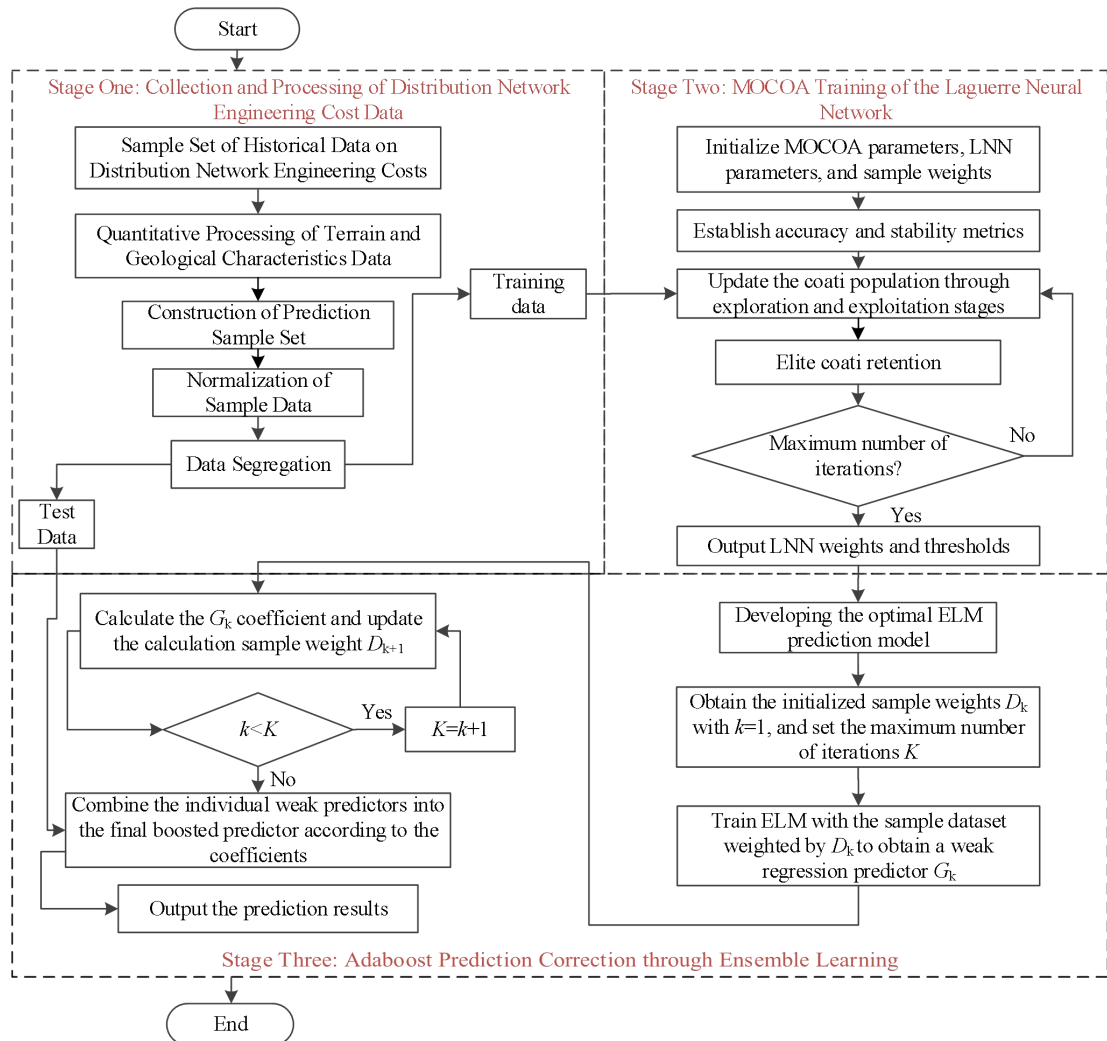 Start
Stage One: Collection and Processing of Distribution Network
Engineering Cost Data
Sample Set of Historical Data on
Distribution Network Engineering Costs
Quantitative Processing of Terrain and
Geological Characteristics Data
Construction of Prediction
Sample Set
Normalization of
Sample Data
Data Segregation
Training
data
Test
Data
Stage Two: MOCOA Training of the Laguerre Neural
Network
Initialize MOCOA parameters, LNN
parameters, and sample weights
Establish accuracy and stability metrics
Update the coati population through
exploration and exploitation stages
Elite coati retention
Maximum number of
iterations?
No
Yes
Output LNN weights and thresholds
Developing the optimal ELM
prediction model
Obtain the initialized sample weights Dk
with k=1, and set the maximum number
of iterations K
Train ELM with the sample dataset
weighted by Dk to obtain a weak
regression predictor Gk
Calculate the Gk coefficient and update
the calculation sample weight Dk+1
k<K
Yes
K=k+1
No
Combine the individual weak predictors into
the final boosted predictor according to the
coefficients
Output the prediction results
Stage Three: Adaboost Prediction Correction through Ensemble Learning
End